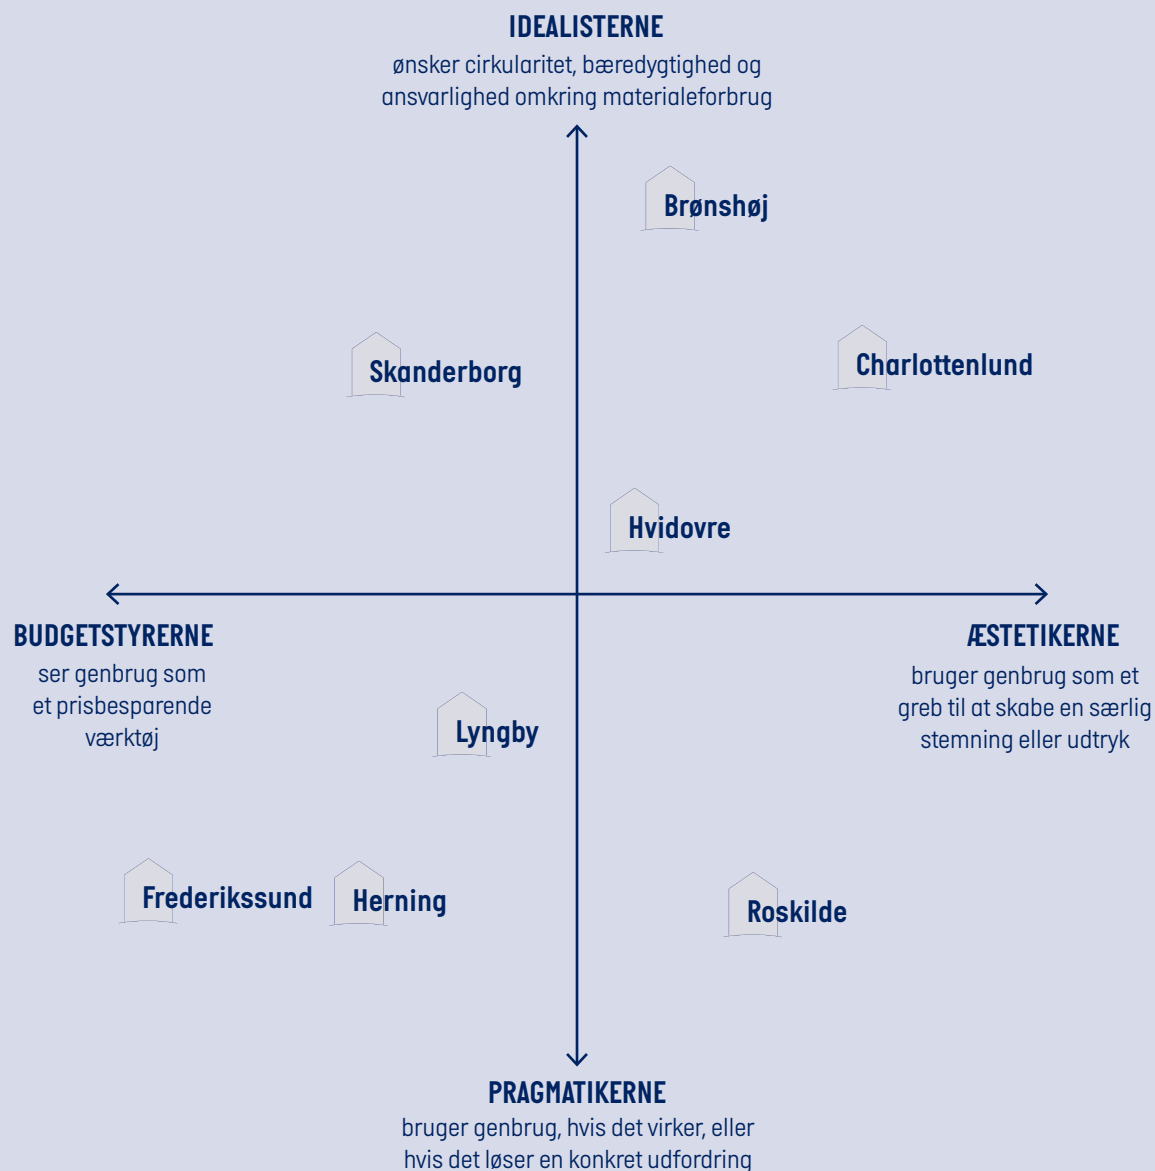 IDEALISTERNE
ønsker cirkularitet, bæredygtighed og
ansvarlighed omkring materialeforbrug
Brønshøj
Skanderborg
Charlottenlund
Hvidovre
BUDGETSTYRERNE
ser genbrug som
et prisbesparende
værktøj
ÆSTETIKERNE
bruger genbrug som et
greb til at skabe en særlig
stemning eller udtryk
Lyngby
Frederikssund
Herning
Roskilde
PRAGMATIKERNE
bruger genbrug, hvis det virker, eller
hvis det løser en konkret udfordring